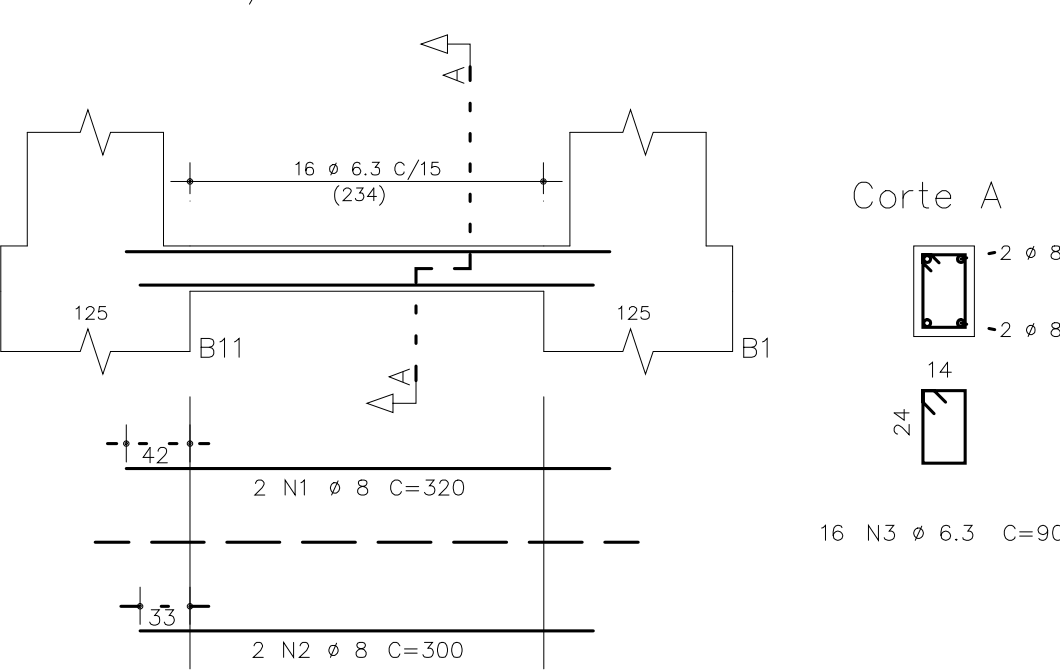 A
16 ø 6.3 C/15
(234)
Corte A
2 ø 8
125
125
2 ø 8
B11
B1
A
14
24
42
2 N1 ø 8 C=320
16 N3 ø 6.3 C=90
33
2 N2 ø 8 C=300